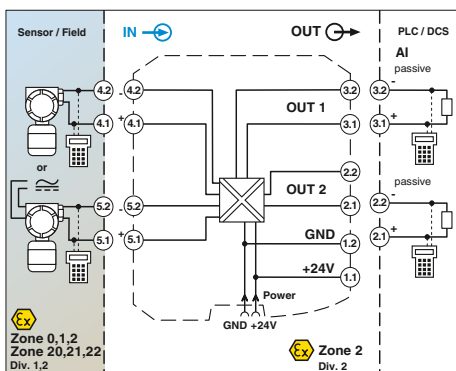 Sensor / Field
IN
OUT
PLC / DCS
AI
passive
4.2
- 4.2
3.2
3.2 -
OUT 1
4.1
+ 4.1
3.1
3.1 +
or
2.2
passive
OUT 2
5.2
- 5.2
2.1
2.2 -
GND
5.1
+ 5.1
1.2
2.1 +
+24V
1.1
Power
GND +24V
Ex
Zone 0,1,2
Zone 20,21,22
Div. 1,2
Ex
Zone 2
Div. 2